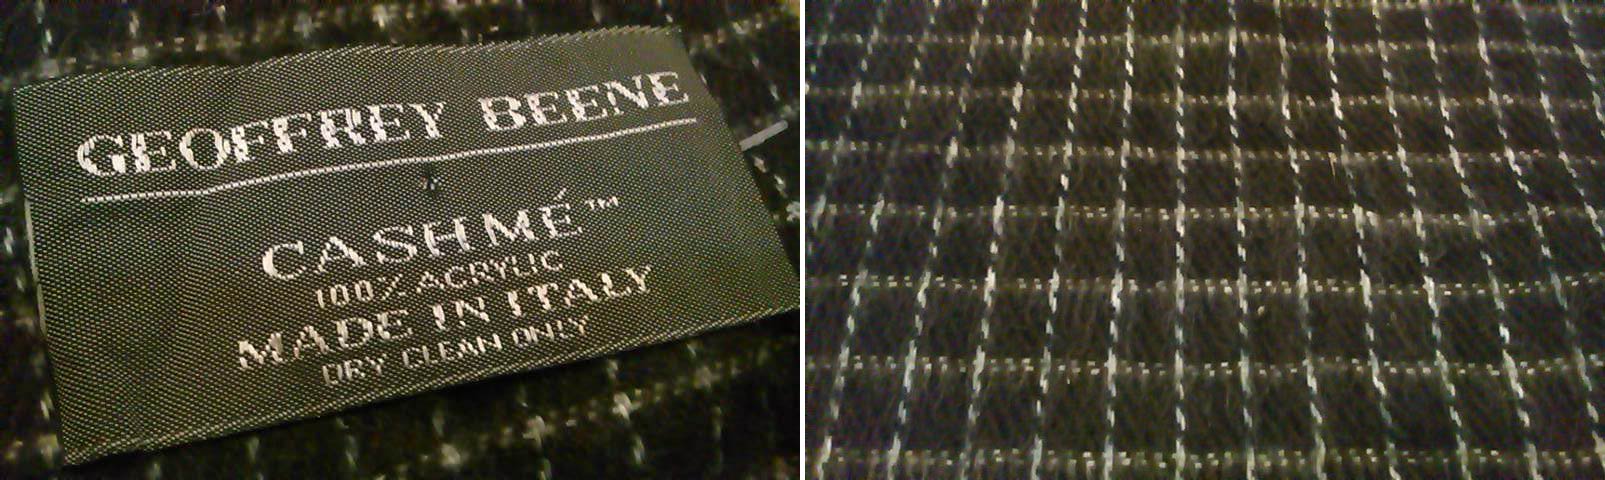 GEOFFREY BEENE
CASHMÉ™
100% ACRYLIC
MADE IN ITALY
DRY CLEAN ONLY